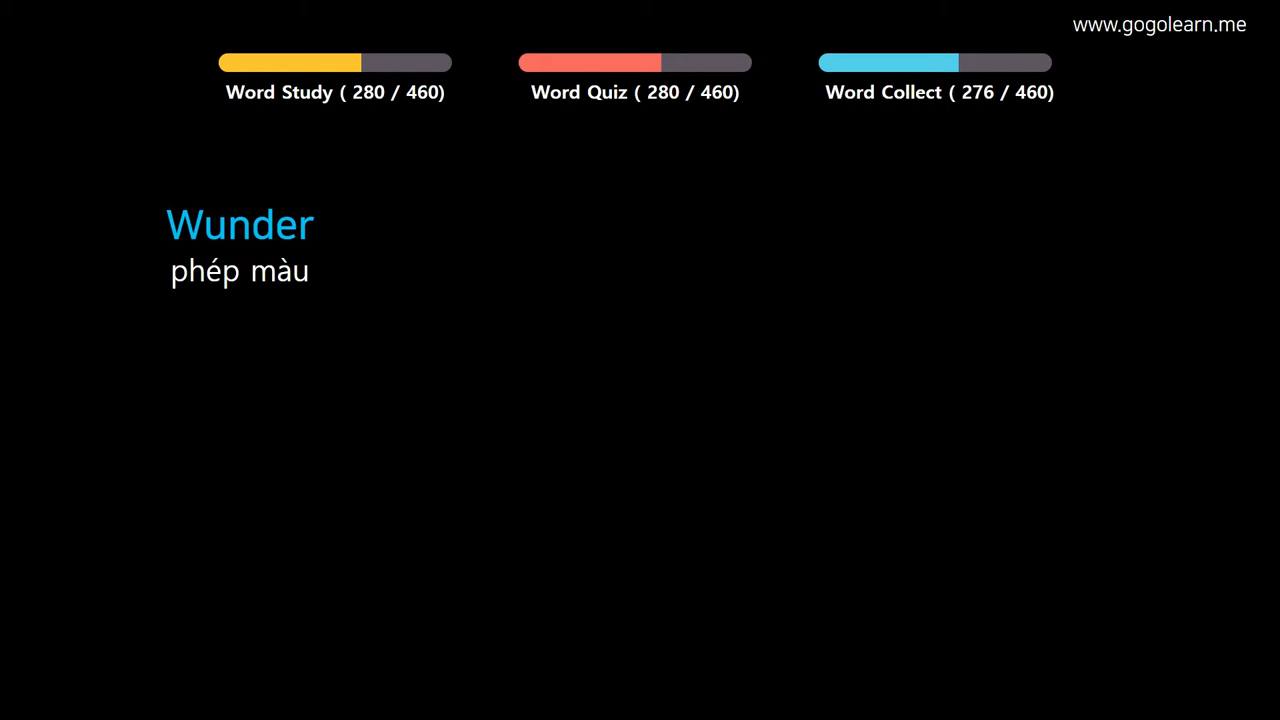 www.gogolearn.me
Word Study ( 280 / 460)
Word Quiz ( 280 / 460)
Word Collect ( 276 / 460)
Wunder
phép màu